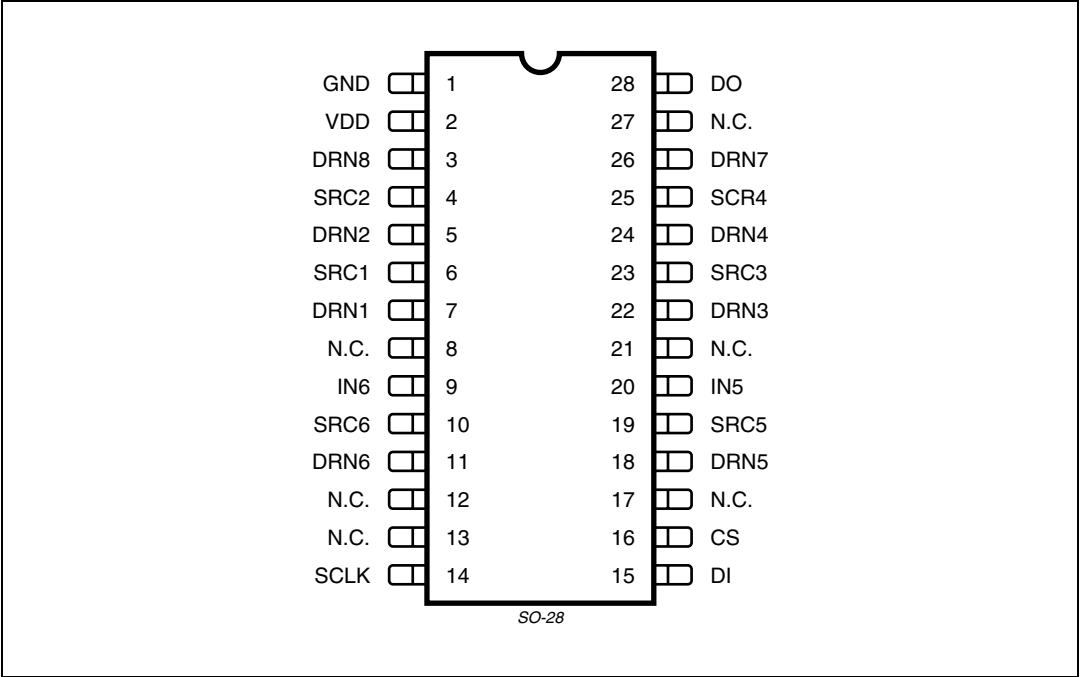 GND 1 28 DO
VDD 2 27 N.C.
DRN8 3 26 DRN7
SRC2 4 25 SCR4
DRN2 5 24 DRN4
SRC1 6 23 SRC3
DRN1 7 22 DRN3
N.C. 8 21 N.C.
IN6 9 20 IN5
SRC6 10 19 SRC5
DRN6 11 18 DRN5
N.C. 12 17 N.C.
N.C. 13 16 CS
SCLK 14 15 DI
SO-28